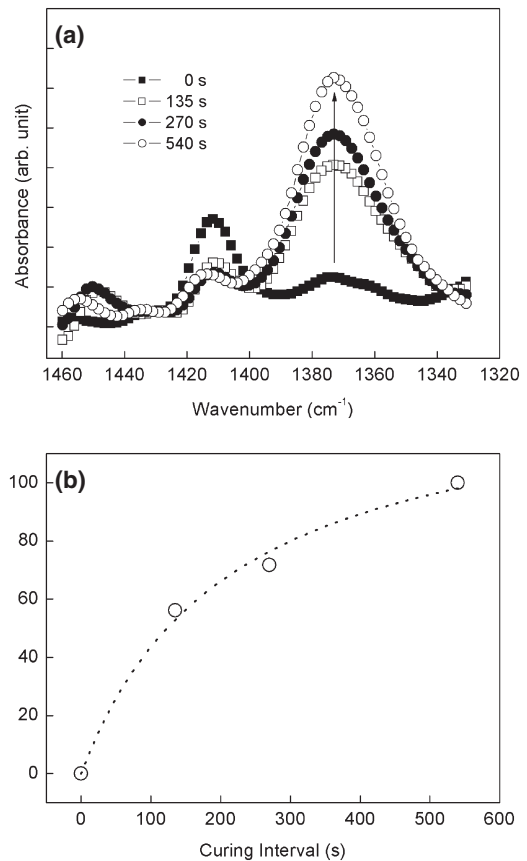 (a)
0 s
135 s
270 s
540 s
Absorbance (arb. unit)
1460 1440 1420 1400 1380 1360 1340 1320
Wavenumber (cm⁻¹)
(b)
100
80
60
40
20
0
0 100 200 300 400 500 600
Curing Interval (s)